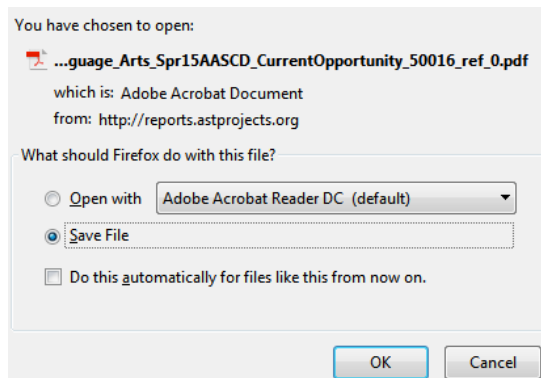 You have chosen to open:
...guage_Arts_Spr15AASCD_CurrentOpportunity_50016_ref_0.pdf
which is: Adobe Acrobat Document
from: http://reports.astprojects.org
What should Firefox do with this file?
Open with Adobe Acrobat Reader DC (default)
Save File
Do this automatically for files like this from now on.
OK Cancel